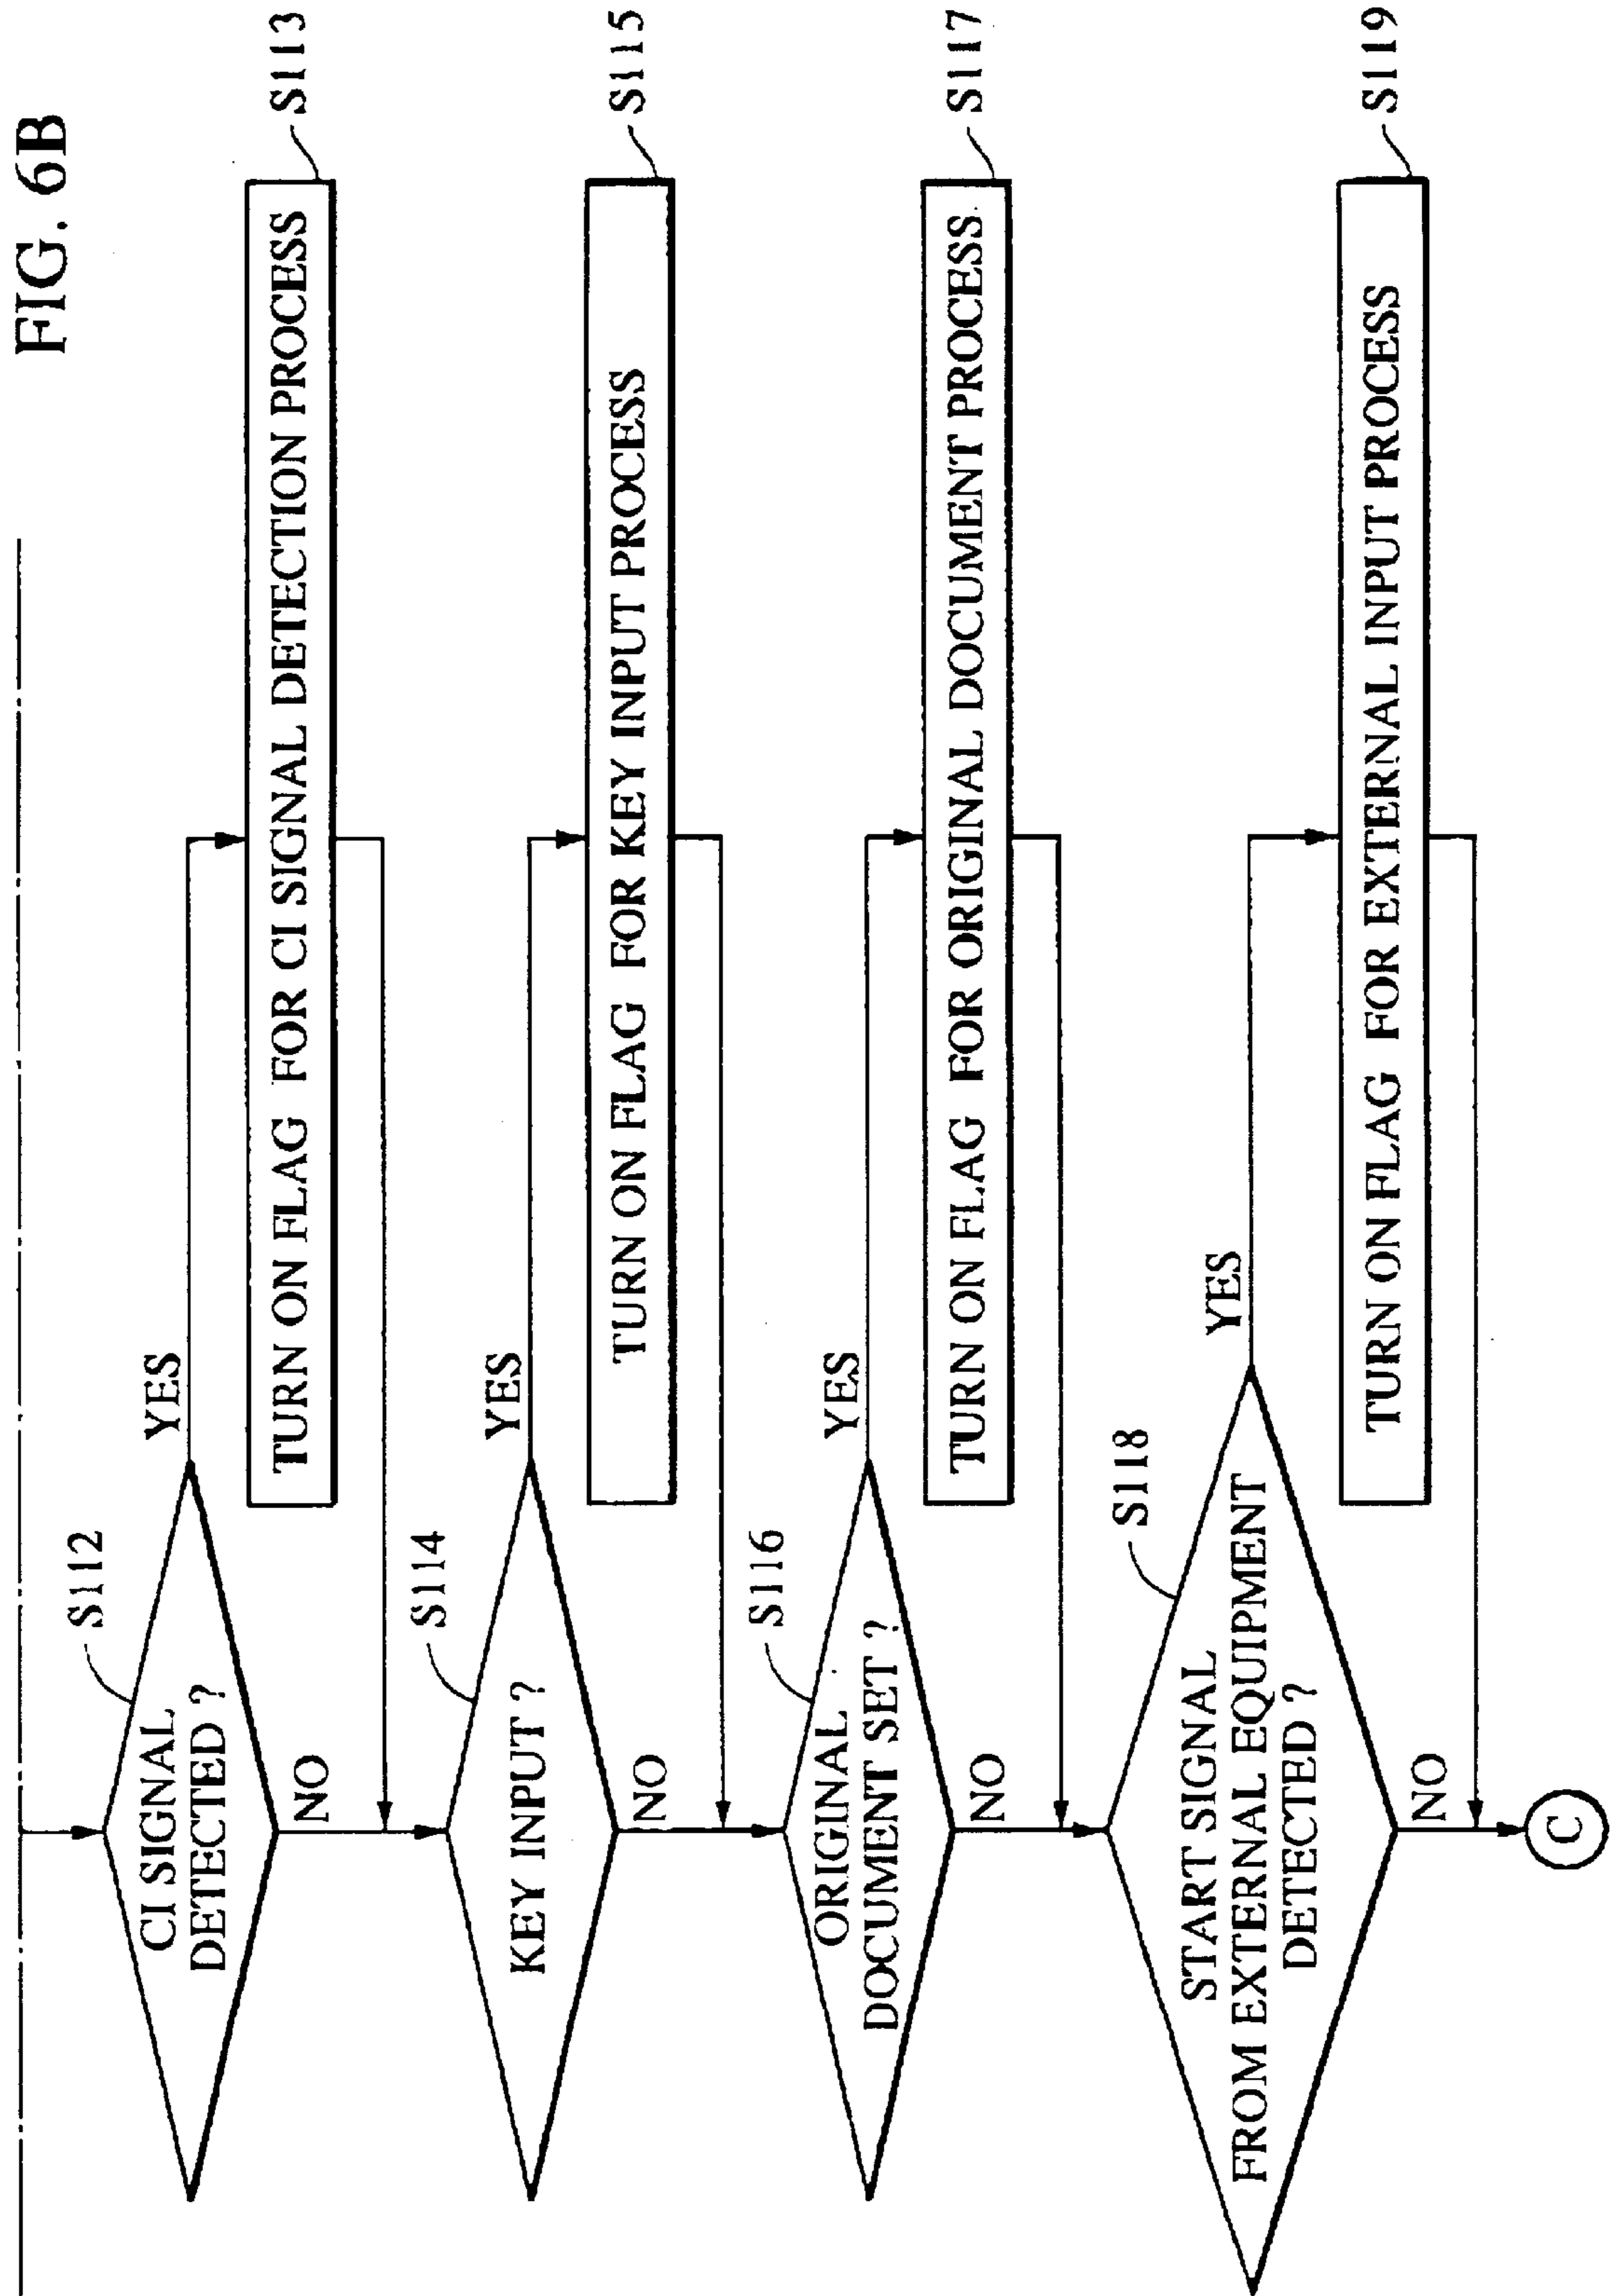 FIG. 6B
S112
CI SIGNAL
DETECTED ?
YES
NO
TURN ON FLAG FOR CI SIGNAL DETECTION PROCESS
S113
S114
KEY INPUT ?
YES
NO
TURN ON FLAG FOR KEY INPUT PROCESS
S115
S116
ORIGINAL
DOCUMENT SET ?
YES
NO
TURN ON FLAG FOR ORIGINAL DOCUMENT PROCESS
S117
S118
START SIGNAL
FROM EXTERNAL EQUIPMENT
DETECTED ?
YES
NO
TURN ON FLAG FOR EXTERNAL INPUT PROCESS
S119
C